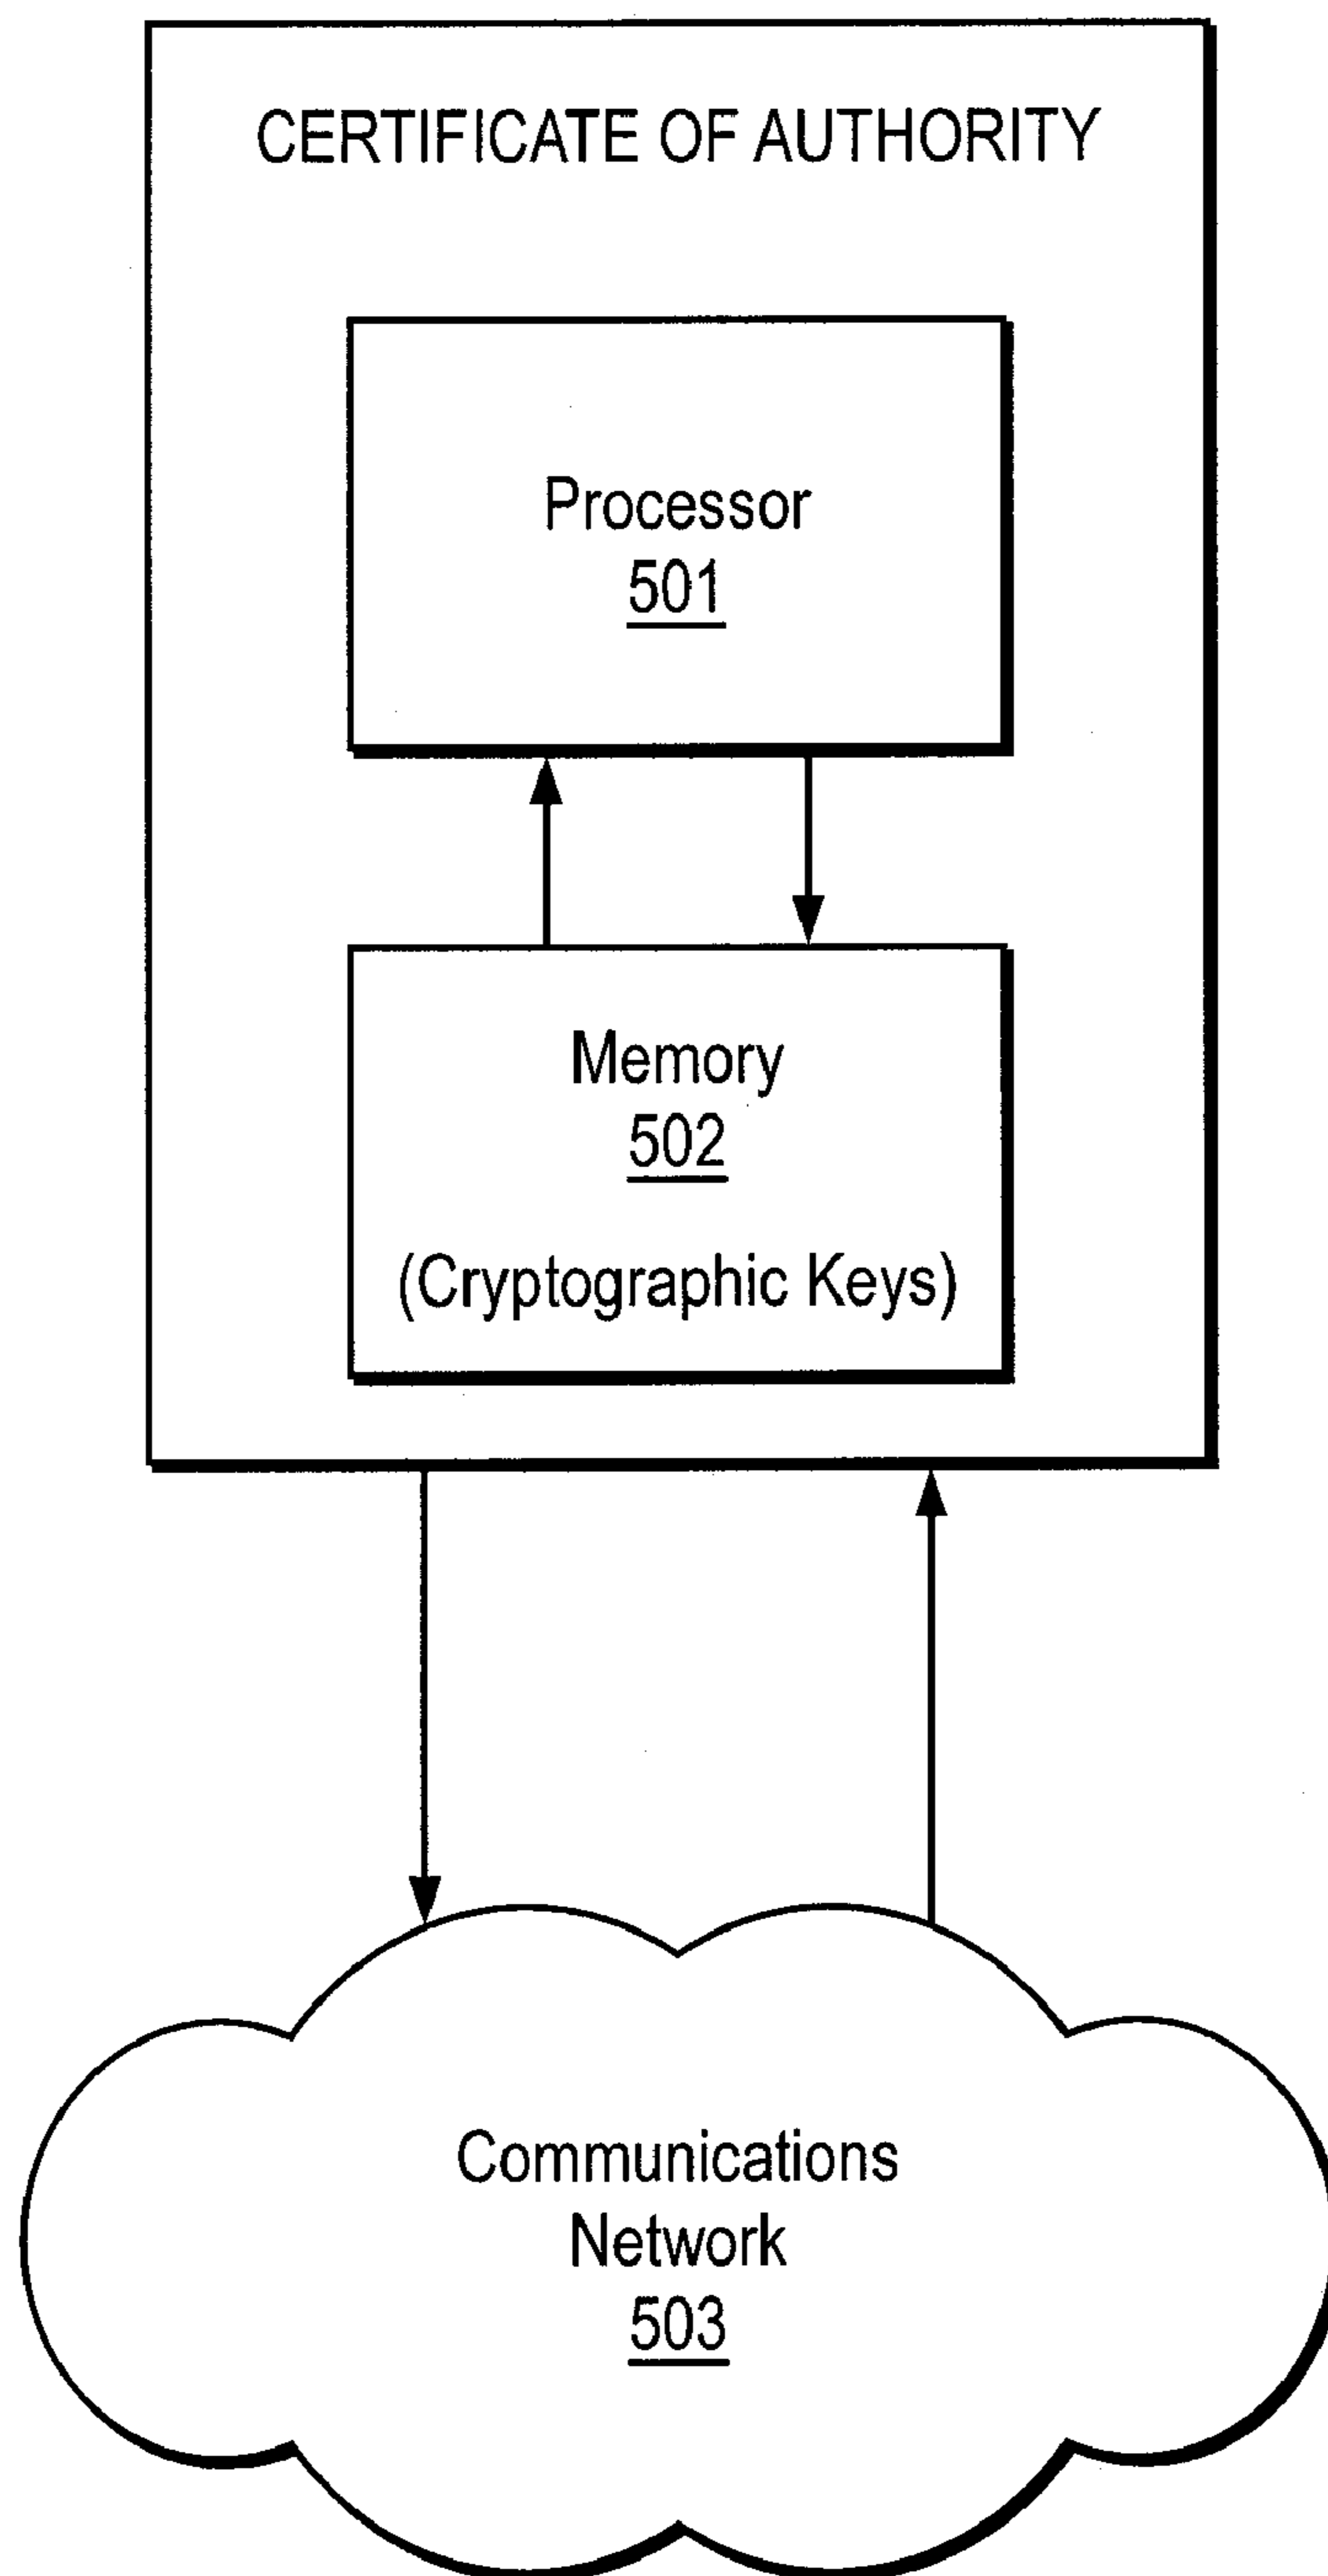 CERTIFICATE OF AUTHORITY
Processor
501
Memory
502
(Cryptographic Keys)
Communications
Network
503